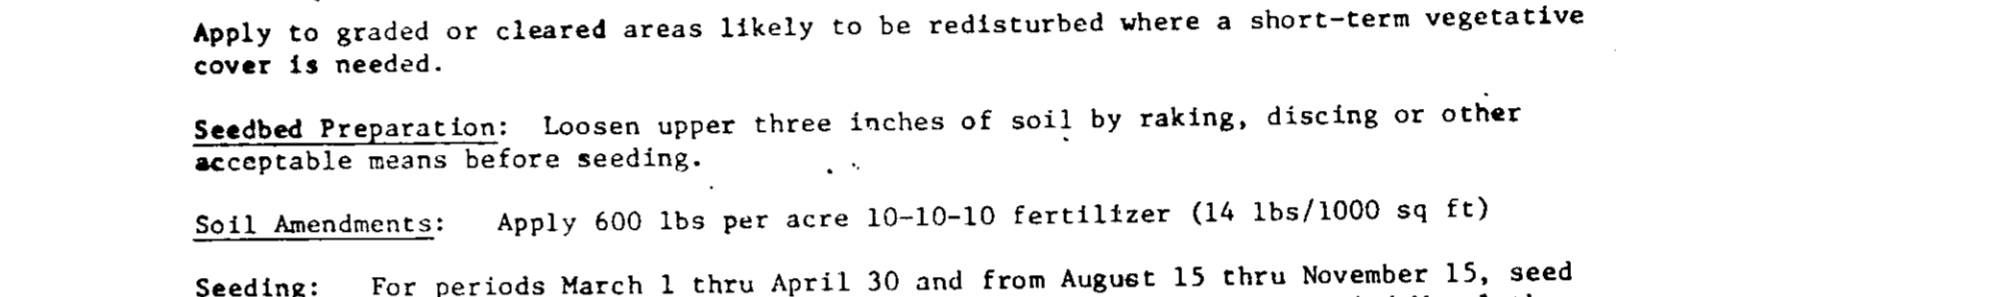 Apply to graded or cleared areas likely to be redisturbed where a short-term vegetative
cover is needed.
Seedbed Preparation: Loosen upper three inches of soil by raking, discing or other
acceptable means before seeding.
Soil Amendments: Apply 600 lbs per acre 10-10-10 fertilizer (14 lbs/1000 sq ft)
Seeding: For periods March 1 thru April 30 and from August 15 thru November 15, seed